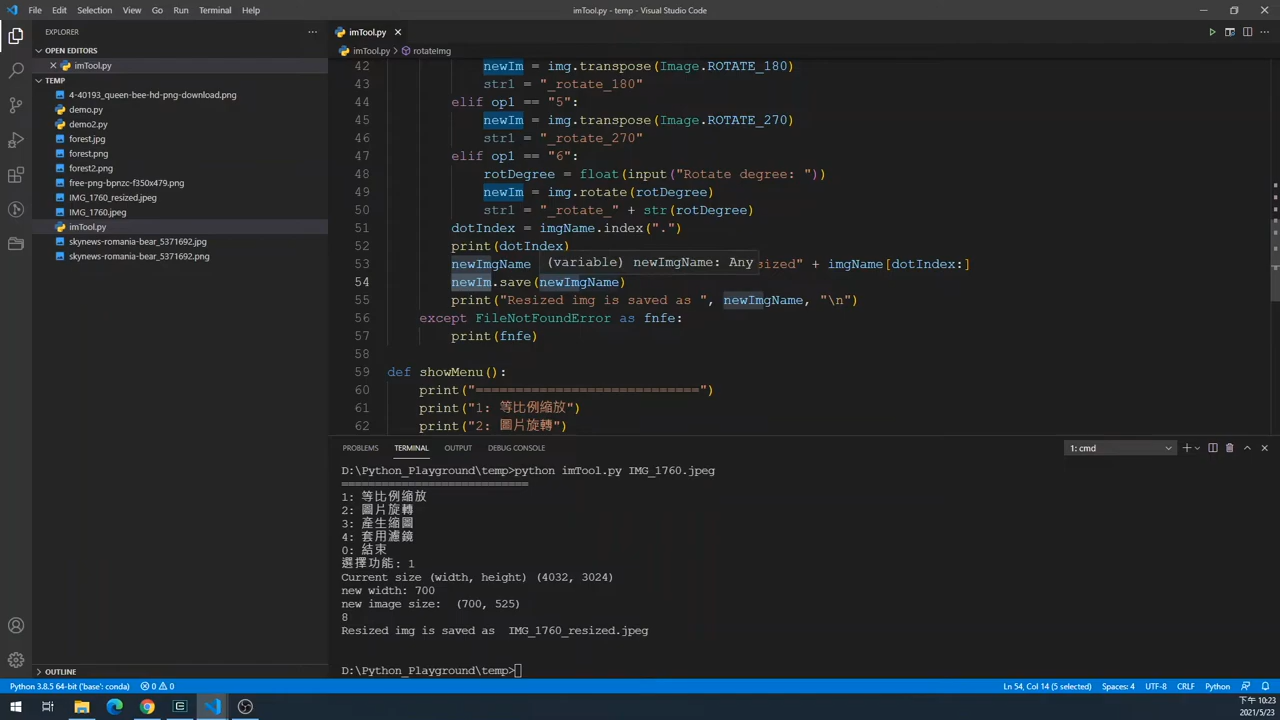 File Edit Selection View Go Run Terminal Help
imTool.py - temp - Visual Studio Code
EXPLORER
OPEN EDITORS
imTool.py
TEMP
4-40193_queen-bee-hd-png-download.png
demo.py
demo2.py
forest.jpg
forest.png
forest2.png
free-png-bpnzc-f350x479.png
IMG_1760_resized.jpeg
IMG_1760.jpeg
imTool.py
skynews-romania-bear_5371692.jpg
skynews-romania-bear_5371692.png
OUTLINE
imTool.py
imTool.py > rotateImg
42 newIm = img.transpose(Image.ROTATE_180)
43 str1 = "_rotate_180"
44 elif op1 == "5":
45 newIm = img.transpose(Image.ROTATE_270)
46 str1 = "_rotate_270"
47 elif op1 == "6":
48 rotDegree = float(input("Rotate degree: "))
49 newIm = img.rotate(rotDegree)
50 str1 = "_rotate_" + str(rotDegree)
51 dotIndex = imgName.index(".")
52 print(dotIndex)
(variable) newImgName: Any
53 newImgName sized" + imgName[dotIndex:]
54 newIm.save(newImgName)
55 print("Resized img is saved as ", newImgName, "\n")
56 except FileNotFoundError as fnfe:
57 print(fnfe)
58
59 def showMenu():
60 print("============================")
61 print("1: 等比例縮放")
62 print("2: 圖片旋轉")
PROBLEMS TERMINAL OUTPUT DEBUG CONSOLE
1: cmd
D:\Python_Playground\temp>python imTool.py IMG_1760.jpeg
============================
1: 等比例縮放
2: 圖片旋轉
3: 產生縮圖
4: 套用濾鏡
0: 結束
選擇功能: 1
Current size (width, height) (4032, 3024)
new width: 700
new image size:  (700, 525)
8
Resized img is saved as  IMG_1760_resized.jpeg
D:\Python_Playground\temp>
Python 3.8.5 64-bit ('base': conda) 0 0
Ln 54, Col 14 (5 selected) Spaces: 4 UTF-8 CRLF Python
下午 10:23
2021/5/23